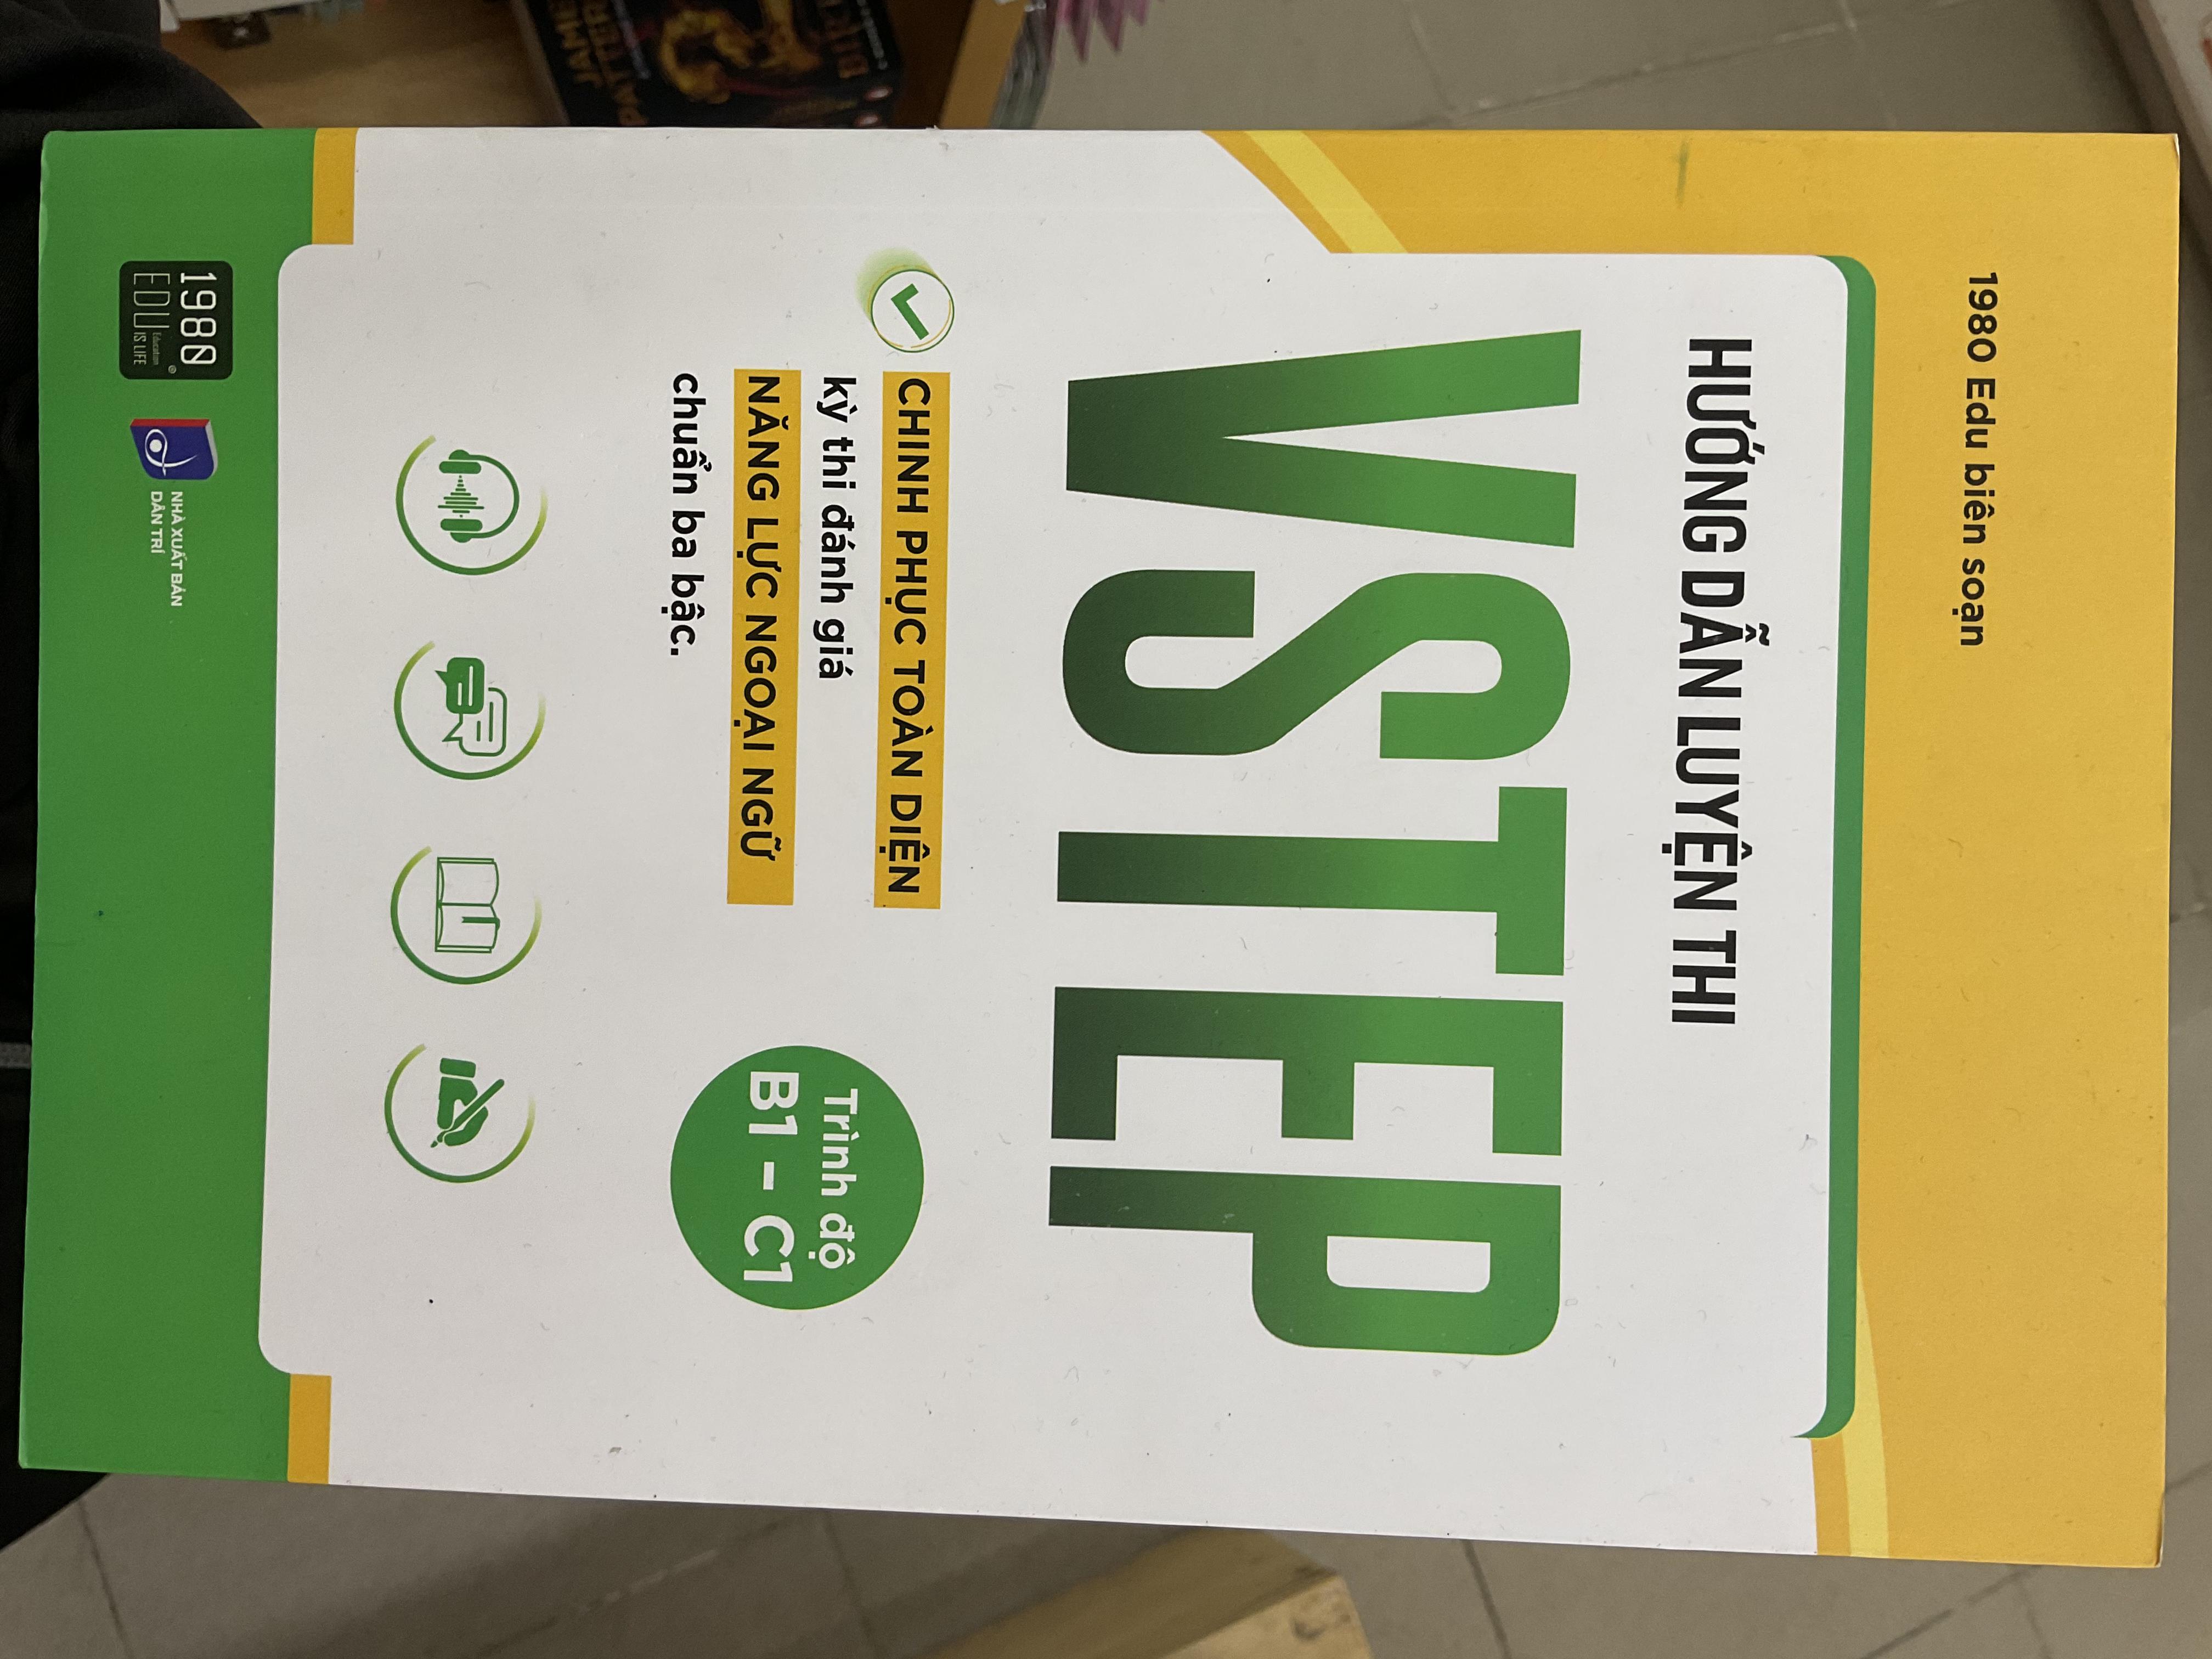 1980 Edu biên soạn
HƯỚNG DẪN LUYỆN THI
VSTEP
CHINH PHỤC TOÀN DIỆN
kỳ thi đánh giá
NĂNG LỰC NGOẠI NGỮ
chuẩn ba bậc.
Trình độ
B1 – C1
1980
EDU Education
IS LIFE
NHÀ XUẤT BẢN
DÂN TRÍ